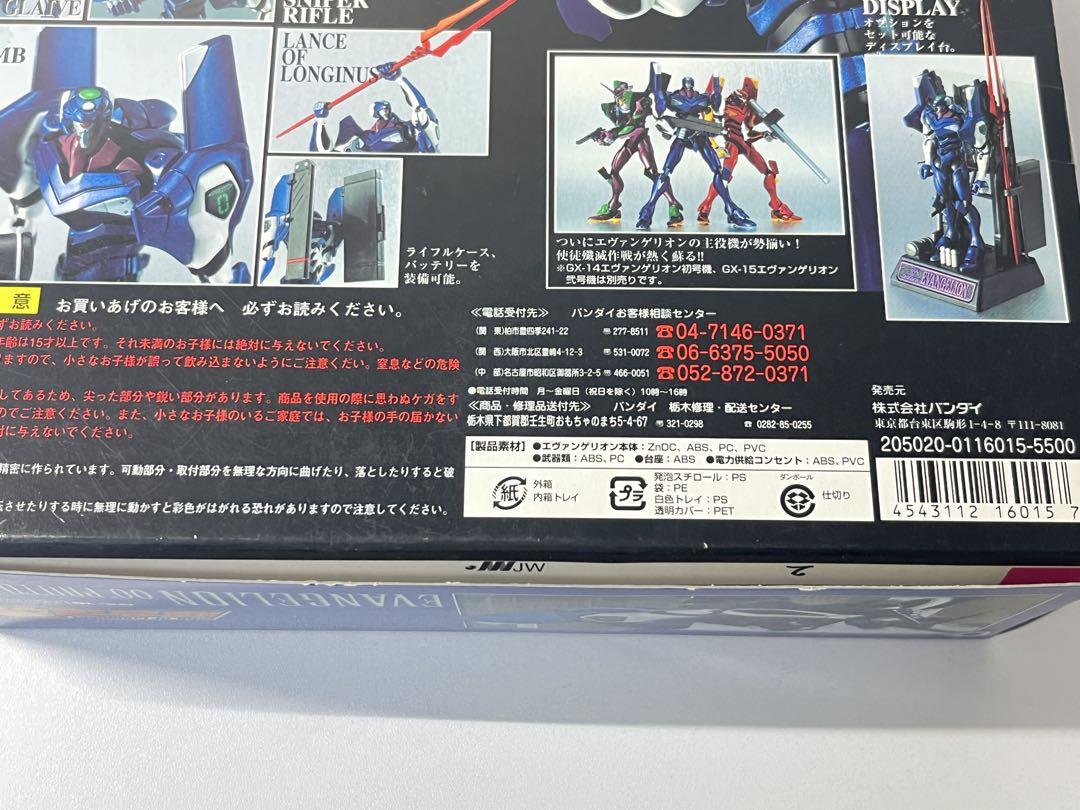 GLAIVE
SNIPER
RIFLE
DISPLAY
オプションを
セット可能な
ディスプレイ台。
MB
LANCE
OF
LONGINUS
ライフルケース、
バッテリーを
装備可能。
ついにエヴァンゲリオンの主役機が勢揃い！
使徒殲滅作戦が熱く蘇る!!
※GX-14エヴァンゲリオン初号機、GX-15エヴァンゲリオン
弐号機は別売りです。
EVANGELION
意 お買いあげのお客様へ 必ずお読みください。
ずお読みください。
年齢は15才以上です。それ未満のお子様には絶対に与えないでください。
ますので、小さなお子様が誤って飲み込まないようにご注意ください。窒息などの危険
してあるため、尖った部分や鋭い部分があります。商品を使用の際に思わぬケガをす
のでご注意ください。また、小さなお子様のいるご家庭では、お子様の手の届かない
対に与えないでください。
精密に作られています。可動部分・取付部分を無理な方向に曲げたり、落としたりすると破
伝させたりする時に無理に動かすと彩色がはがれる恐れがありますので注意してください。
≪電話受付先≫ バンダイお客様相談センター
(関 東)柏市豊四季241-22 〠277-8511 ☎04-7146-0371
(関 西)大阪市北区豊崎4-12-3 〠531-0072 ☎06-6375-5050
(中 部)名古屋市昭和区御器所3-2-5 〠466-0051 ☎052-872-0371
●電話受付時間 月～金曜日(祝日を除く)10時～16時
≪商品・修理品送付先≫ バンダイ 栃木修理・配送センター
栃木県下都賀郡壬生町おもちゃのまち5-4-67 〠321-0298 ☎0282-85-0255
【製品素材】 ●エヴァンゲリオン本体：ZnDC、ABS、PC、PVC
●武器類：ABS、PC ●台座：ABS ●電力供給コンセント：ABS、PVC
紙 外箱
内箱トレイ
プラ 発泡スチロール：PS
袋：PE
白色トレイ：PS
透明カバー：PET
ダンボール
仕切り
発売元
株式会社バンダイ
東京都台東区駒形1-4-8 〒111-8081
205020-0116015-5500
4543112 16015 7
JW
2
EVANGELION 00 PROTO